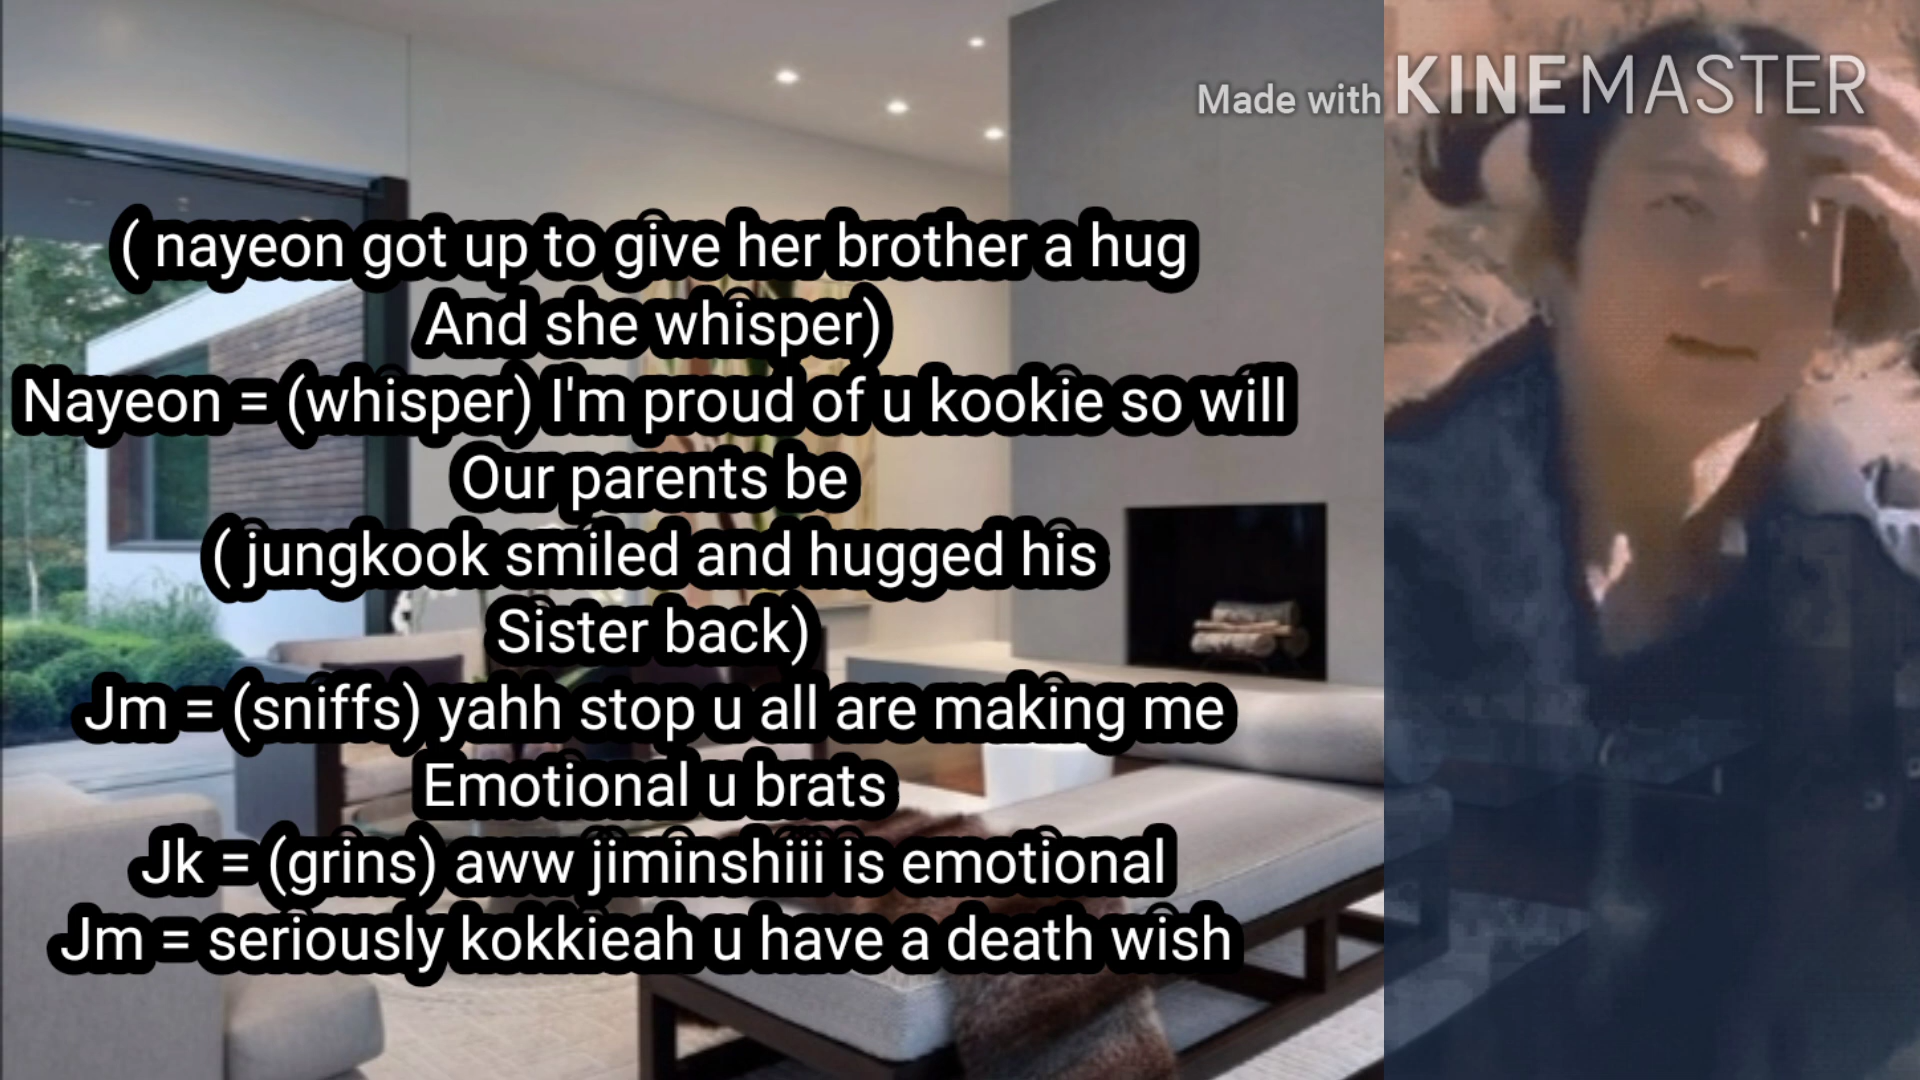 Made with KINEMASTER
( nayeon got up to give her brother a hug
And she whisper)
Nayeon = (whisper) I'm proud of u kookie so will
Our parents be
( jungkook smiled and hugged his
Sister back)
Jm = (sniffs) yahh stop u all are making me
Emotional u brats
Jk = (grins) aww jiminshiii is emotional
Jm = seriously kokkieah u have a death wish